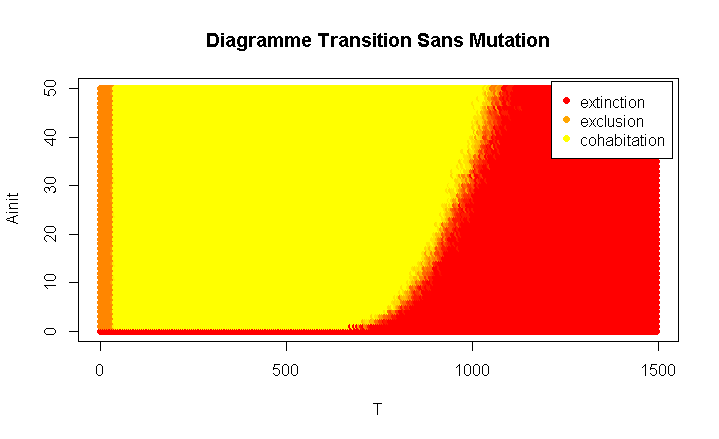 Diagramme Transition Sans Mutation
50
40
30
20
10
0
Ainit
extinction
exclusion
cohabitation
0 500 1000 1500
T